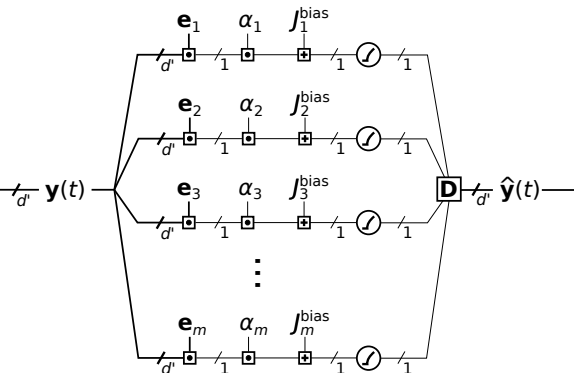 𝐞₁ α₁ J₁ᵇⁱᵃˢ
d' 1 1 1
𝐞₂ α₂ J₂ᵇⁱᵃˢ
d' 1 1 1
d' 𝐲(t) 𝐃 d' 𝐲̂(t)
𝐞₃ α₃ J₃ᵇⁱᵃˢ
d' 1 1 1
⋮
𝐞ₘ αₘ Jₘᵇⁱᵃˢ
d' 1 1 1